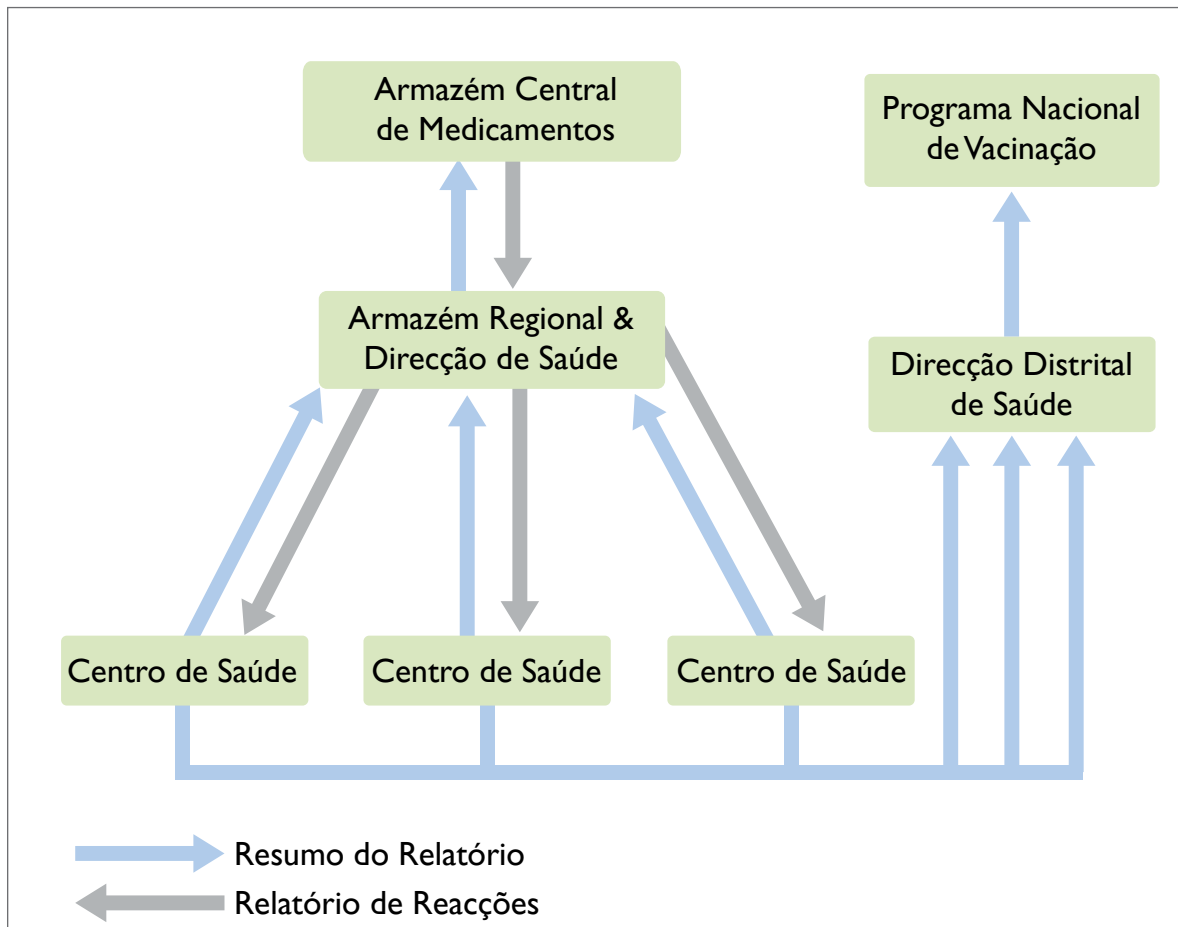 Armazém Central
de Medicamentos
Programa Nacional
de Vacinação
Armazém Regional &
Direcção de Saúde
Direcção Distrital
de Saúde
Centro de Saúde
Centro de Saúde
Centro de Saúde
Resumo do Relatório
Relatório de Reacções